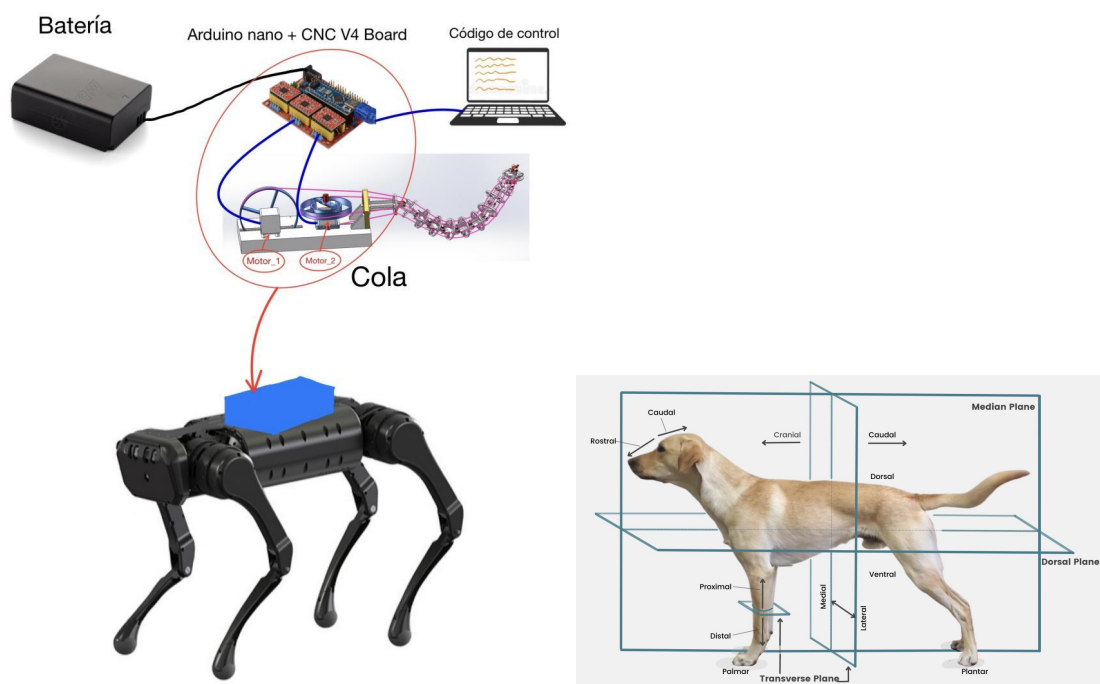 Batería
Arduino nano + CNC V4 Board
Código de control
Motor_1
Motor_2
Cola
Median Plane
Caudal
Rostral
Cranial
Caudal
Dorsal
Dorsal Plane
Ventral
Proximal
Medial
Lateral
Distal
Palmar
Transverse Plane
Plantar